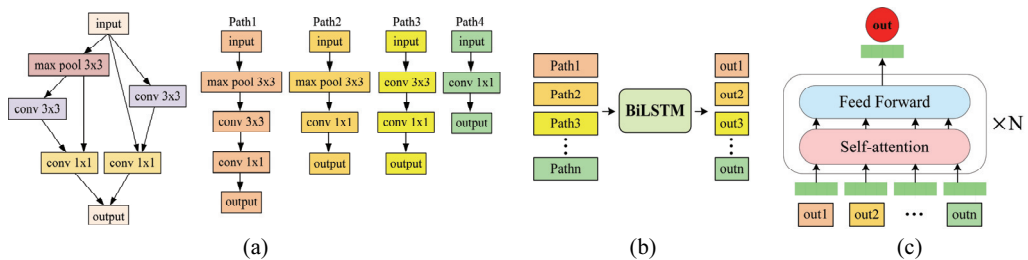 input
max pool 3x3
conv 3x3
conv 3x3
conv 1x1
conv 1x1
output
Path1
input
max pool 3x3
conv 3x3
conv 1x1
output
Path2
input
max pool 3x3
conv 1x1
output
Path3
input
conv 3x3
conv 1x1
output
Path4
input
conv 1x1
output
(a)
Path1
Path2
Path3
Pathn
BiLSTM
out1
out2
out3
outn
(b)
out
Feed Forward
Self-attention
×N
out1
out2
...
outn
(c)